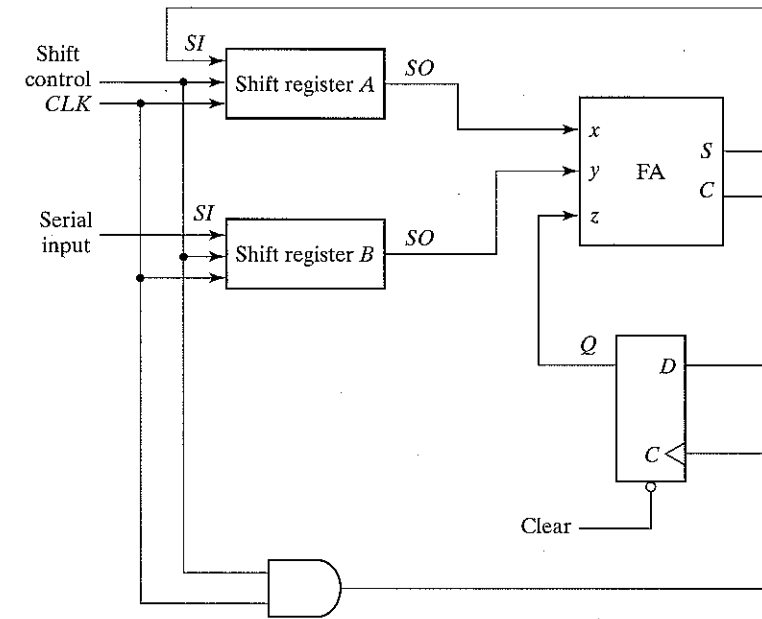 SI
Shift
control
CLK
Shift register A
SO
x
y
z
FA
S
C
Serial
input
SI
Shift register B
SO
Q
D
C
Clear